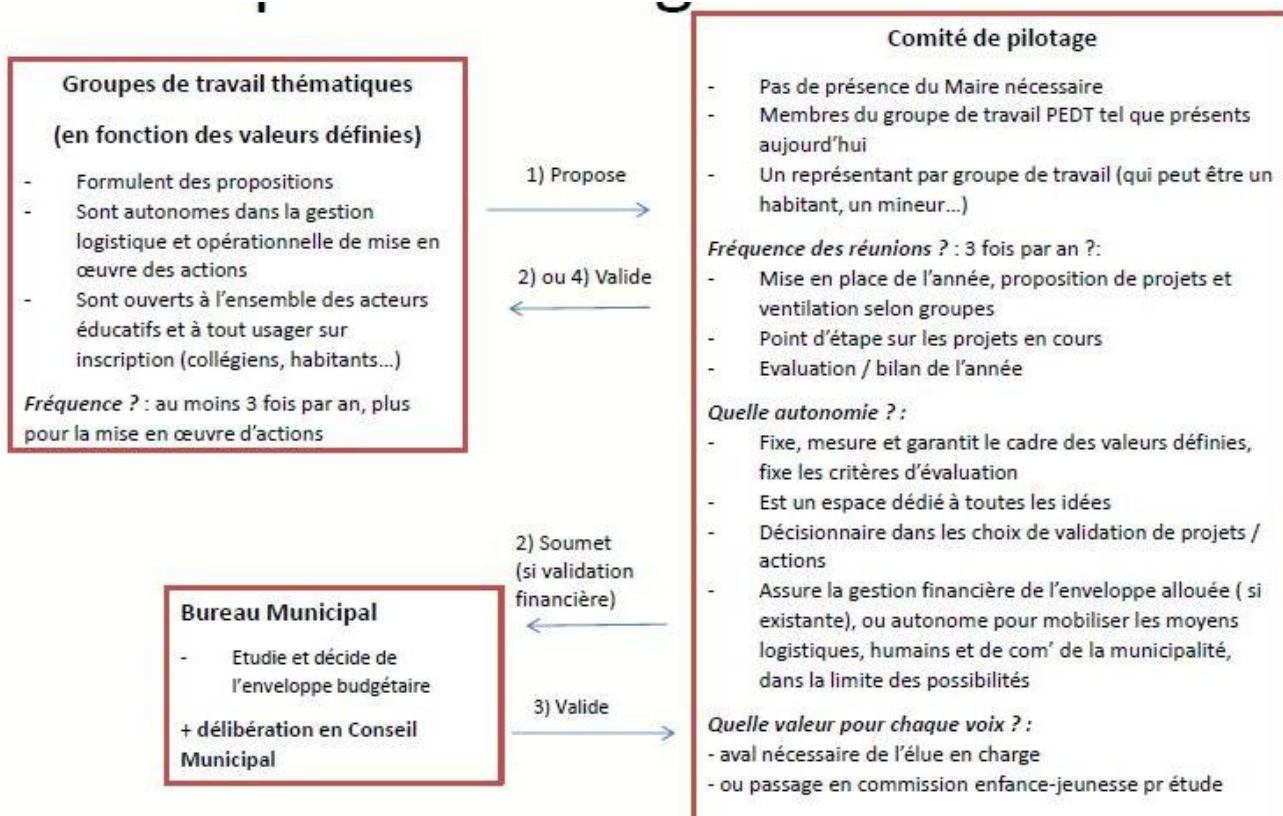 Groupes de travail thématiques
(en fonction des valeurs définies)
- Formulent des propositions
- Sont autonomes dans la gestion
logistique et opérationnelle de mise en
œuvre des actions
- Sont ouverts à l'ensemble des acteurs
éducatifs et à tout usager sur
inscription (collégiens, habitants...)
Fréquence ? : au moins 3 fois par an, plus
pour la mise en œuvre d'actions
1) Propose
2) ou 4) Valide
Comité de pilotage
- Pas de présence du Maire nécessaire
- Membres du groupe de travail PEDT tel que présents
aujourd'hui
- Un représentant par groupe de travail (qui peut être un
habitant, un mineur...)
Fréquence des réunions ? : 3 fois par an ?:
- Mise en place de l'année, proposition de projets et
ventilation selon groupes
- Point d'étape sur les projets en cours
- Evaluation / bilan de l'année
Quelle autonomie ? :
- Fixe, mesure et garantit le cadre des valeurs définies,
fixe les critères d'évaluation
- Est un espace dédié à toutes les idées
- Décisionnaire dans les choix de validation de projets /
actions
- Assure la gestion financière de l'enveloppe allouée ( si
existante), ou autonome pour mobiliser les moyens
logistiques, humains et de com' de la municipalité,
dans la limite des possibilités
Quelle valeur pour chaque voix ? :
- aval nécessaire de l'élue en charge
- ou passage en commission enfance-jeunesse pr étude
2) Soumet
(si validation
financière)
3) Valide
Bureau Municipal
- Etudie et décide de
l'enveloppe budgétaire
+ délibération en Conseil
Municipal